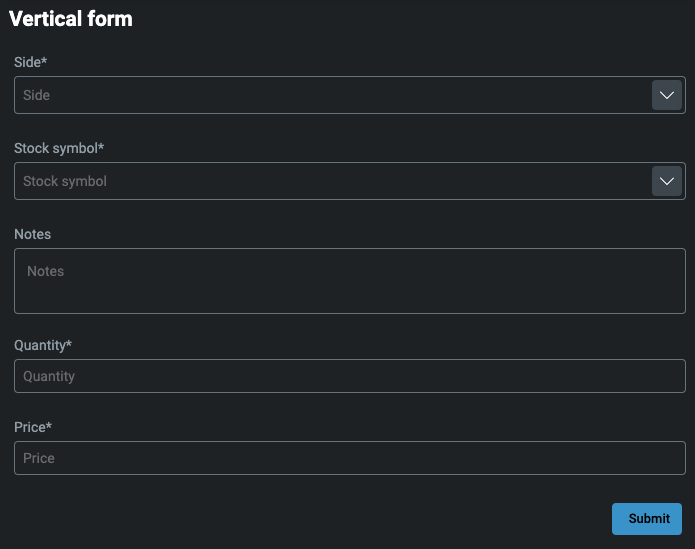 Vertical form
Side*
Side
Stock symbol*
Stock symbol
Notes
Notes
Quantity*
Quantity
Price*
Price
Submit